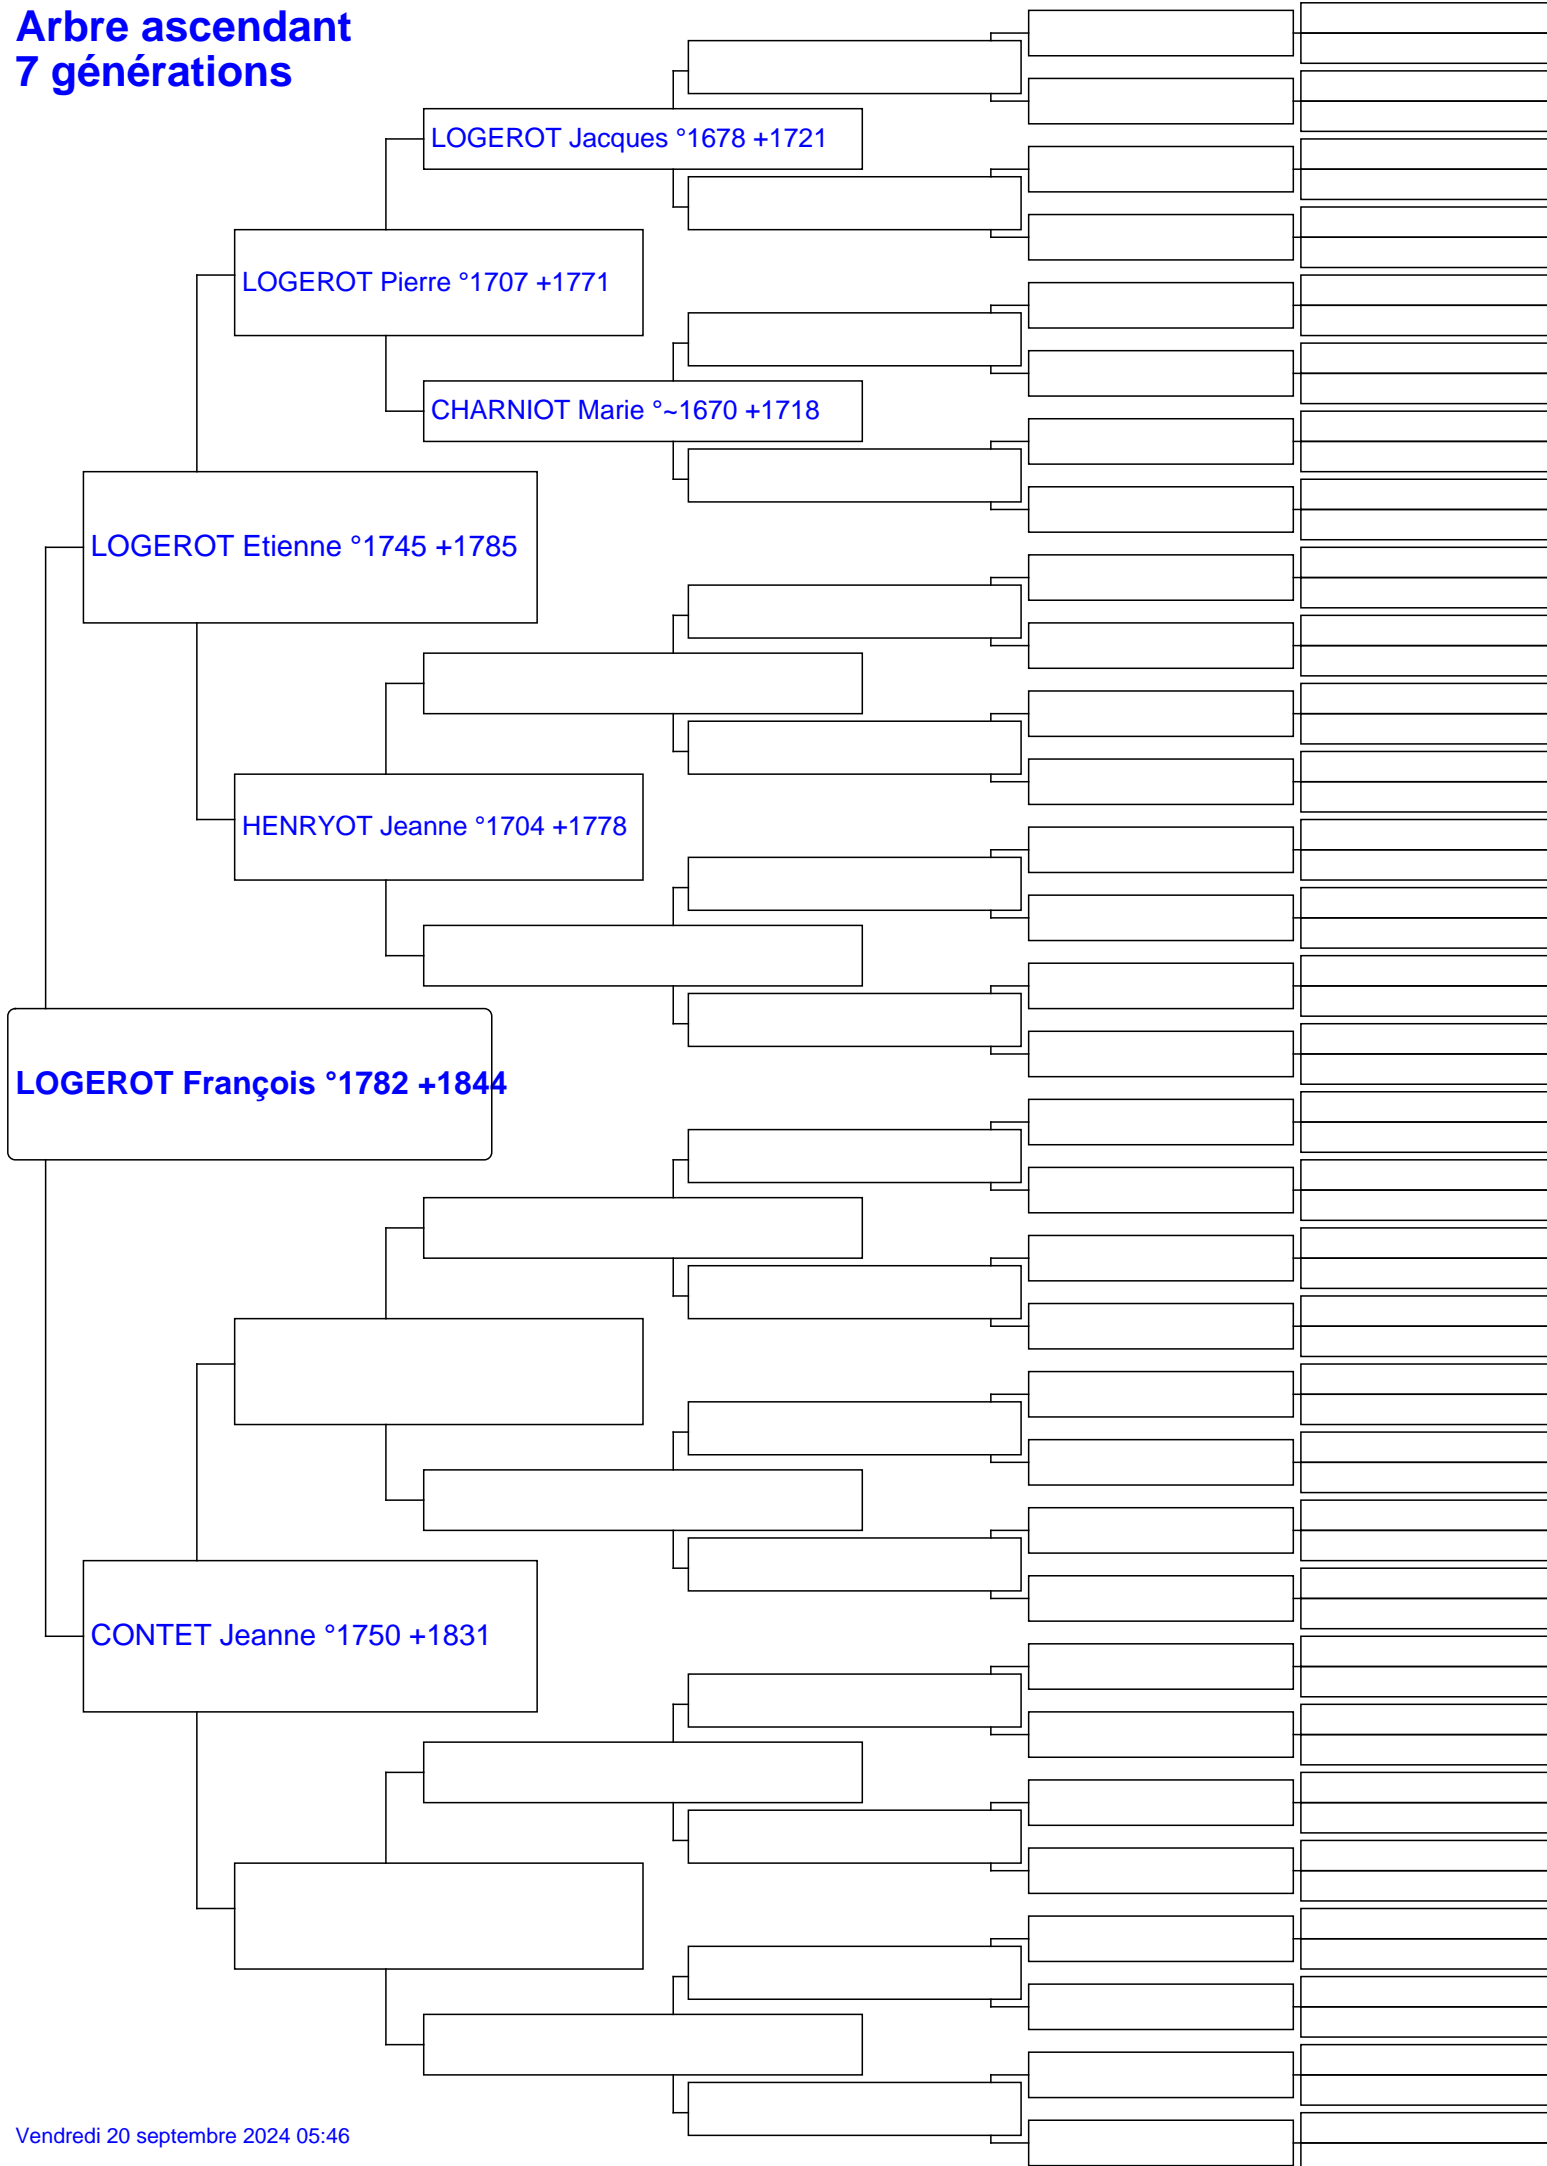 Arbre ascendant
7 générations
LOGEROT Jacques °1678 +1721
LOGEROT Pierre °1707 +1771
CHARNIOT Marie °~1670 +1718
LOGEROT Etienne °1745 +1785
HENRYOT Jeanne °1704 +1778
LOGEROT François °1782 +1844
CONTET Jeanne °1750 +1831
Vendredi 20 septembre 2024 05:46